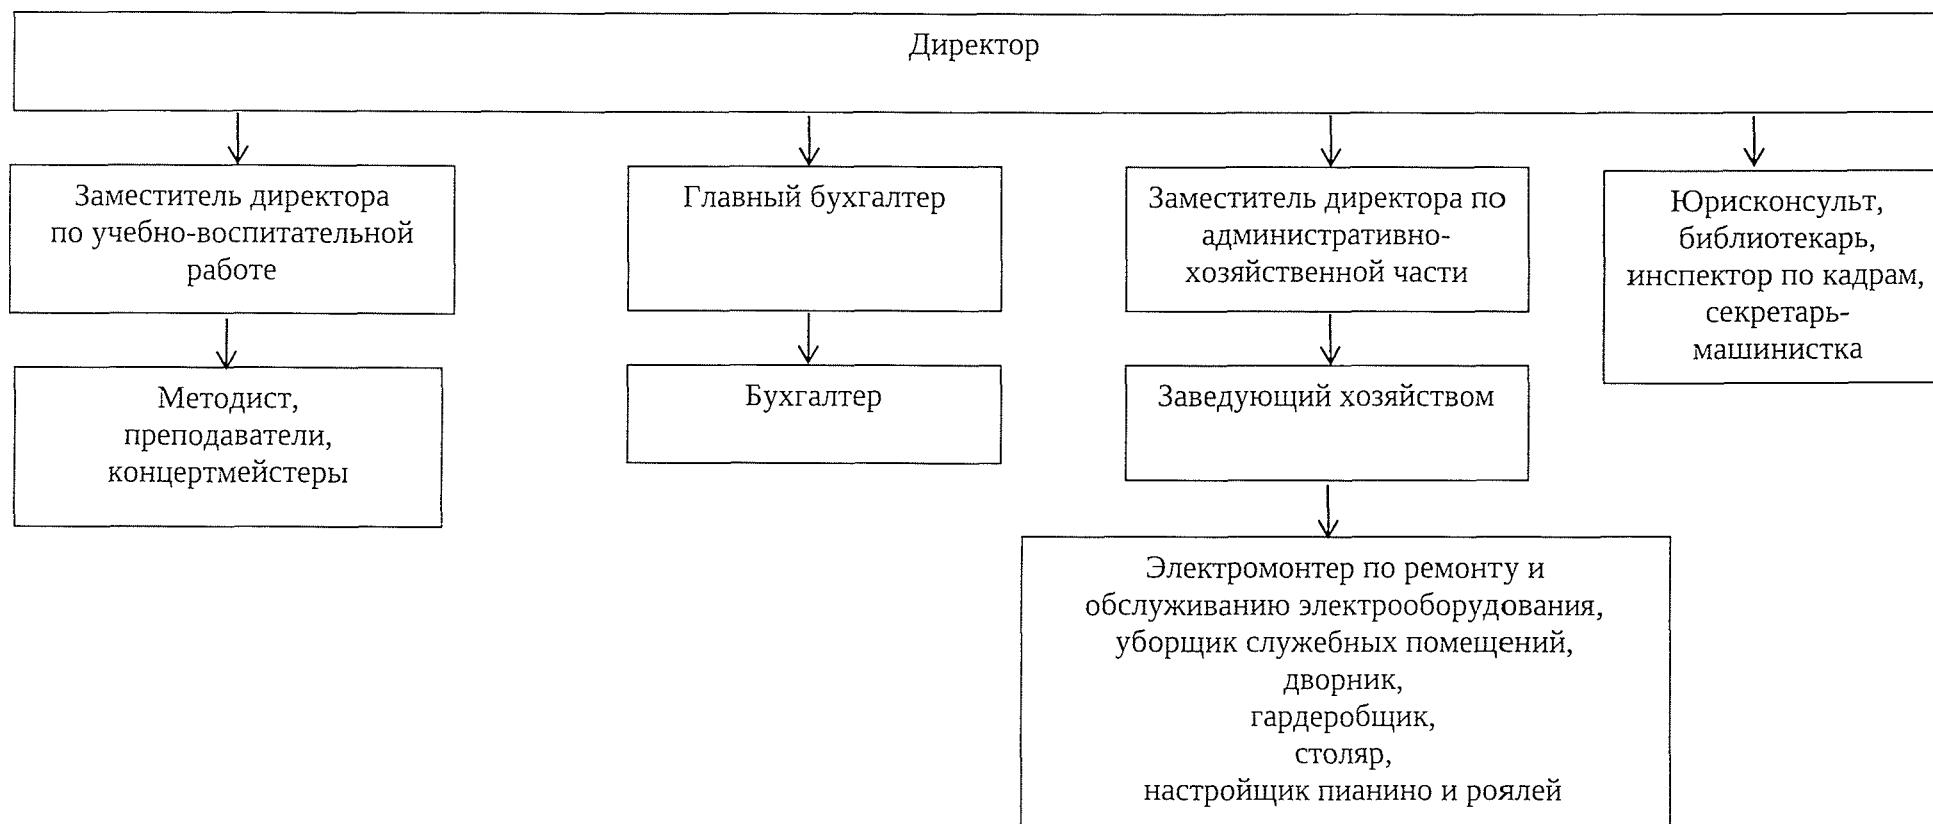 Директор
Заместитель директора
по учебно-воспитательной
работе
Главный бухгалтер
Заместитель директора по
административно-
хозяйственной части
Юрисконсульт,
библиотекарь,
инспектор по кадрам,
секретарь-
машинистка
Методист,
преподаватели,
концертмейстеры
Бухгалтер
Заведующий хозяйством
Электромонтер по ремонту и
обслуживанию электрооборудования,
уборщик служебных помещений,
дворник,
гардеробщик,
столяр,
настройщик пианино и роялей